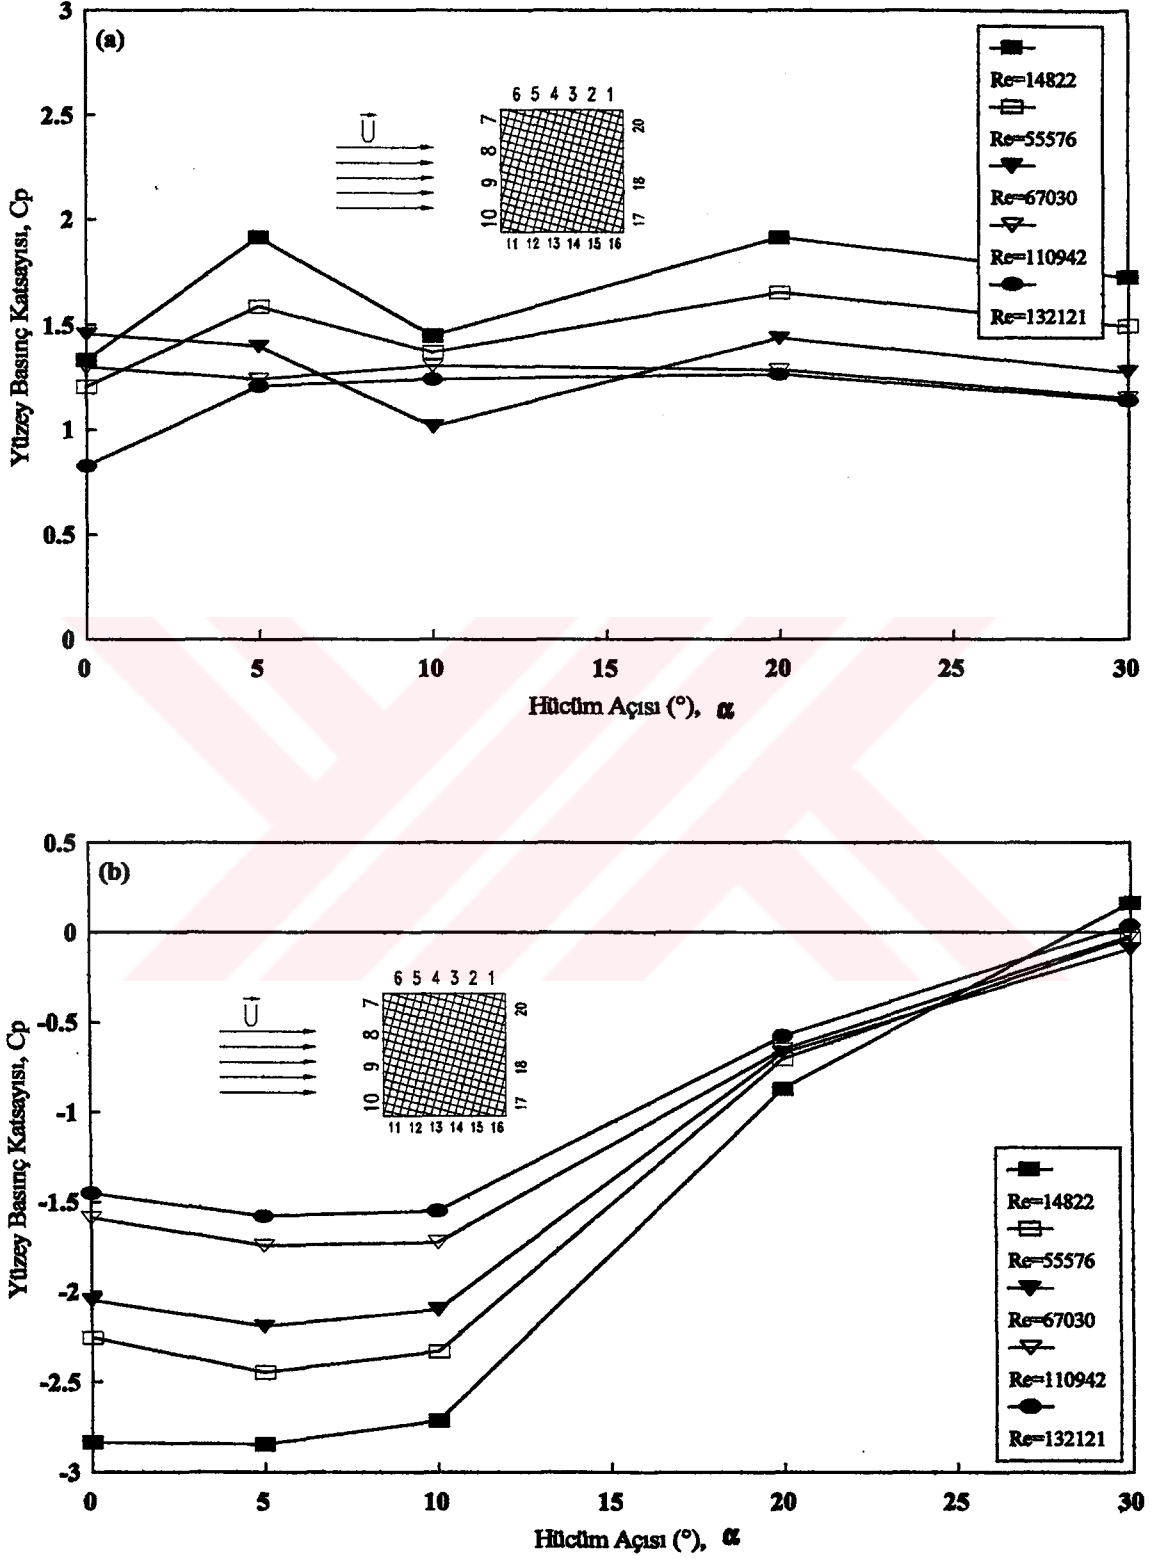 (a)
3
2.5
2
1.5
1
0.5
0
Yüzey Basınç Katsayısı, Cp
U
6 5 4 3 2 1
7
8
9
10
20
18
17
11 12 13 14 15 16
Re=14822
Re=55576
Re=67030
Re=110942
Re=132121
0 5 10 15 20 25 30
Hücüm Açısı (°), α
(b)
0.5
0
-0.5
-1
-1.5
-2
-2.5
-3
Yüzey Basınç Katsayısı, Cp
U
6 5 4 3 2 1
7
8
9
10
20
18
17
11 12 13 14 15 16
Re=14822
Re=55576
Re=67030
Re=110942
Re=132121
0 5 10 15 20 25 30
Hücüm Açısı (°), α